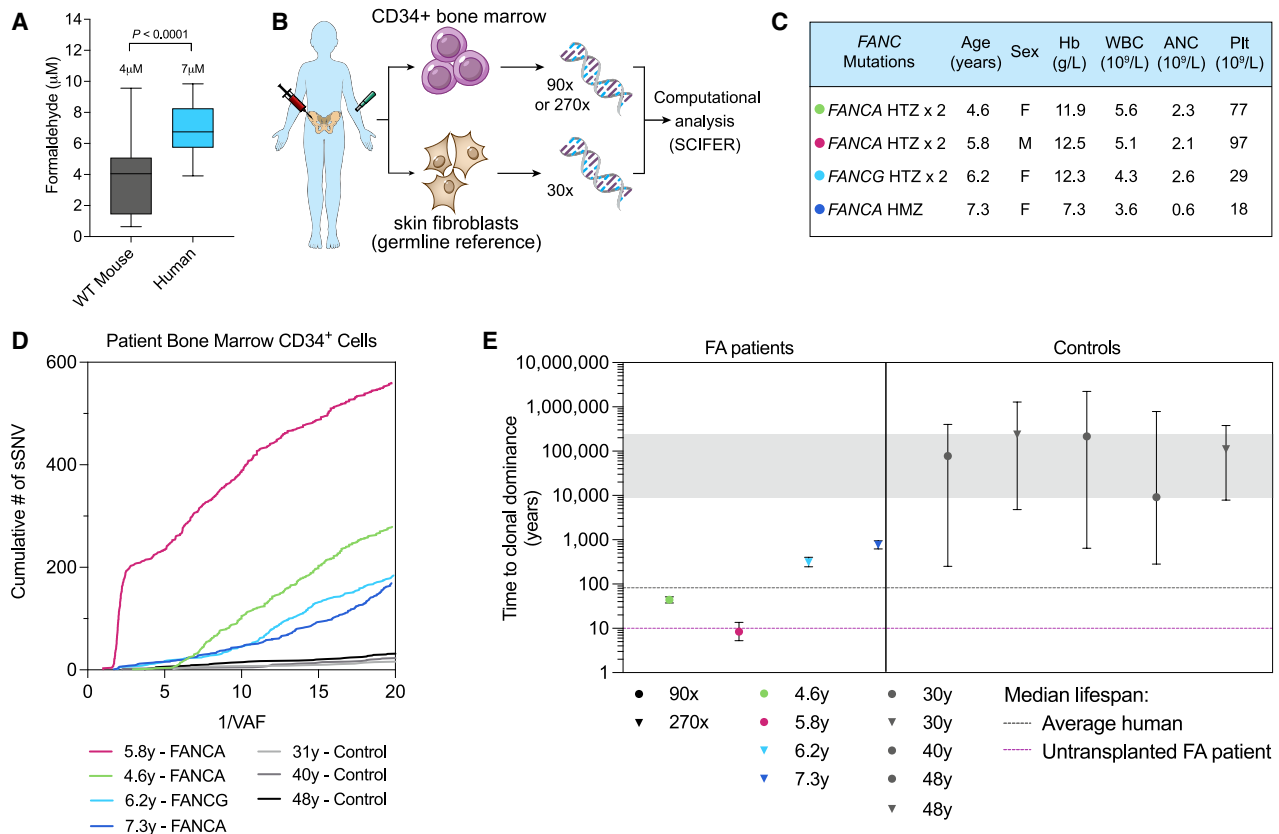 A
P < 0.0001
4μM
7μM
Formaldehyde (μM)
14
12
10
8
6
4
2
0
WT Mouse
Human
B
CD34+ bone marrow
90x
or 270x
skin fibroblasts
(germline reference)
30x
Computational
analysis
(SCIFER)
C
FANC Mutations Age (years) Sex Hb (g/L) WBC (10⁹/L) ANC (10⁹/L) Plt (10⁹/L)
FANCA HTZ x 2 4.6 F 11.9 5.6 2.3 77
FANCA HTZ x 2 5.8 M 12.5 5.1 2.1 97
FANCG HTZ x 2 6.2 F 12.3 4.3 2.6 29
FANCA HMZ 7.3 F 7.3 3.6 0.6 18
D
Patient Bone Marrow CD34⁺ Cells
Cumulative # of sSNV
600
400
200
0
0 5 10 15 20
1/VAF
5.8y - FANCA
4.6y - FANCA
6.2y - FANCG
7.3y - FANCA
31y - Control
40y - Control
48y - Control
E
FA patients
Controls
Time to clonal dominance
(years)
10,000,000
1,000,000
100,000
10,000
1,000
100
10
1
90x
270x
4.6y
5.8y
6.2y
7.3y
30y
30y
40y
48y
48y
Median lifespan:
Average human
Untransplanted FA patient